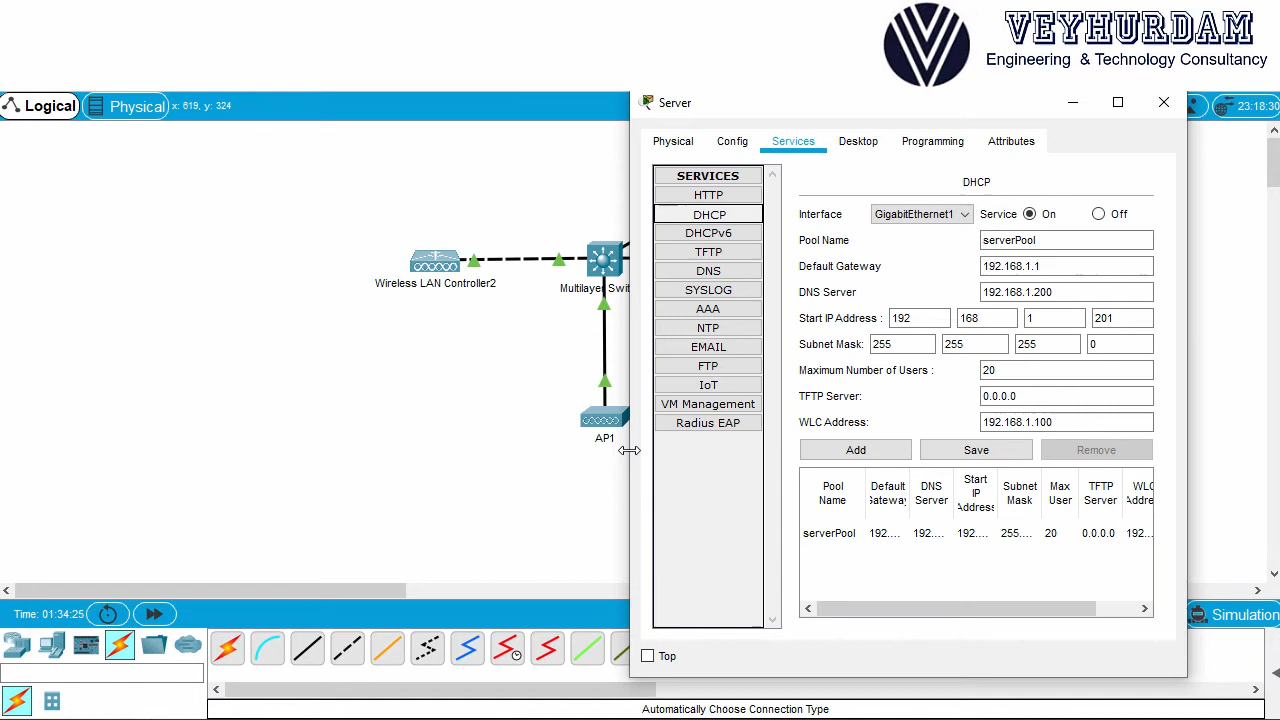 VEYHURDAM
Engineering & Technology Consultancy
Logical
Physical
x: 619, y: 324
23:18:30
Server
Physical
Config
Services
Desktop
Programming
Attributes
SERVICES
HTTP
DHCP
DHCPv6
TFTP
DNS
SYSLOG
AAA
NTP
EMAIL
FTP
IoT
VM Management
Radius EAP
DHCP
Interface
GigabitEthernet1
Service
On
Off
Pool Name
serverPool
Default Gateway
192.168.1.1
DNS Server
192.168.1.200
Start IP Address :
192
168
1
201
Subnet Mask:
255
255
255
0
Maximum Number of Users :
20
TFTP Server:
0.0.0.0
WLC Address:
192.168.1.100
Add
Save
Remove
Pool
Name
Default
Gateway
DNS
Server
Start
IP
Address
Subnet
Mask
Max
User
TFTP
Server
WLC
Addre
serverPool
192....
192....
192....
255....
20
0.0.0.0
192...
Top
Wireless LAN Controller2
Multilayer Swit
AP1
Time: 01:34:25
Simulation
Automatically Choose Connection Type